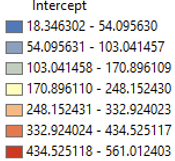 Intercept
18.346302 - 54.095630
54.095631 - 103.041457
103.041458 - 170.896109
170.896110 - 248.152430
248.152431 - 332.924023
332.924024 - 434.525117
434.525118 - 561.012403